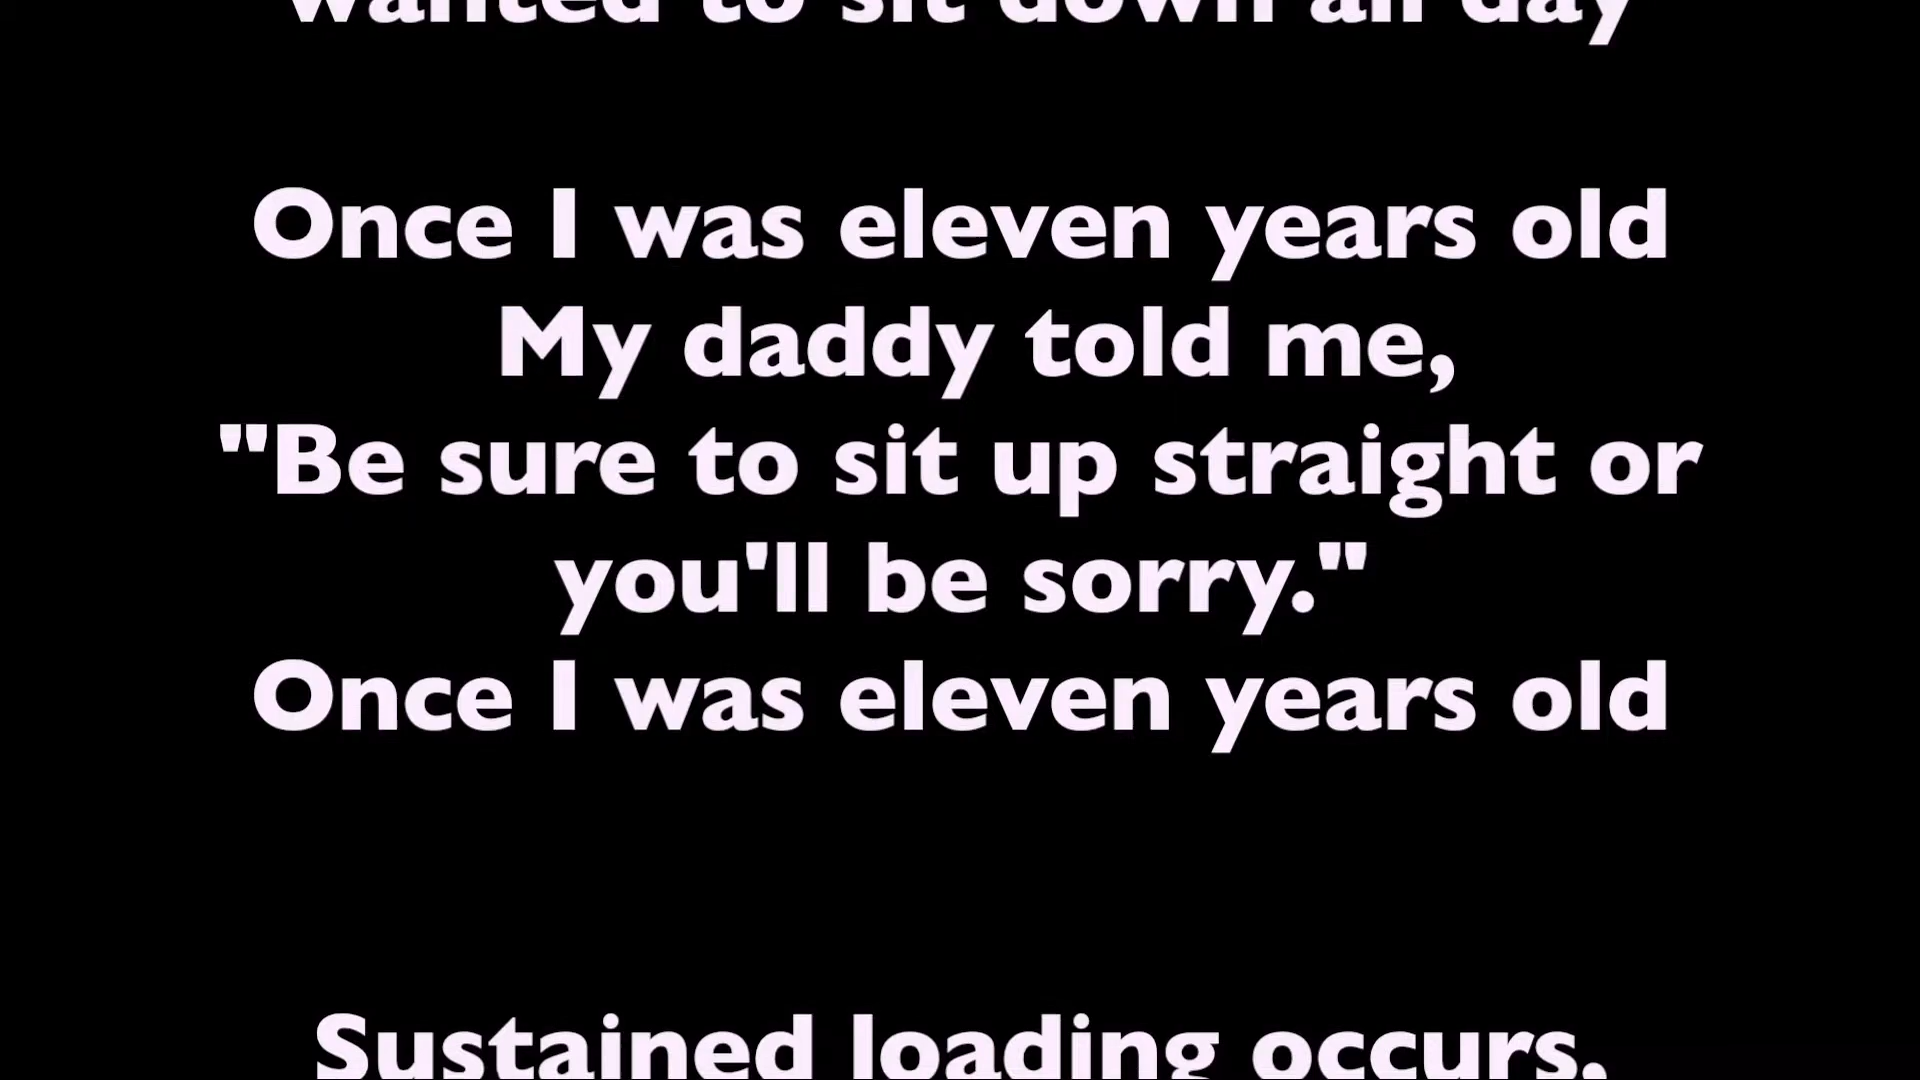 wanted to sit down all day
Once I was eleven years old
My daddy told me,
"Be sure to sit up straight or
you'll be sorry."
Once I was eleven years old
Sustained loading occurs,